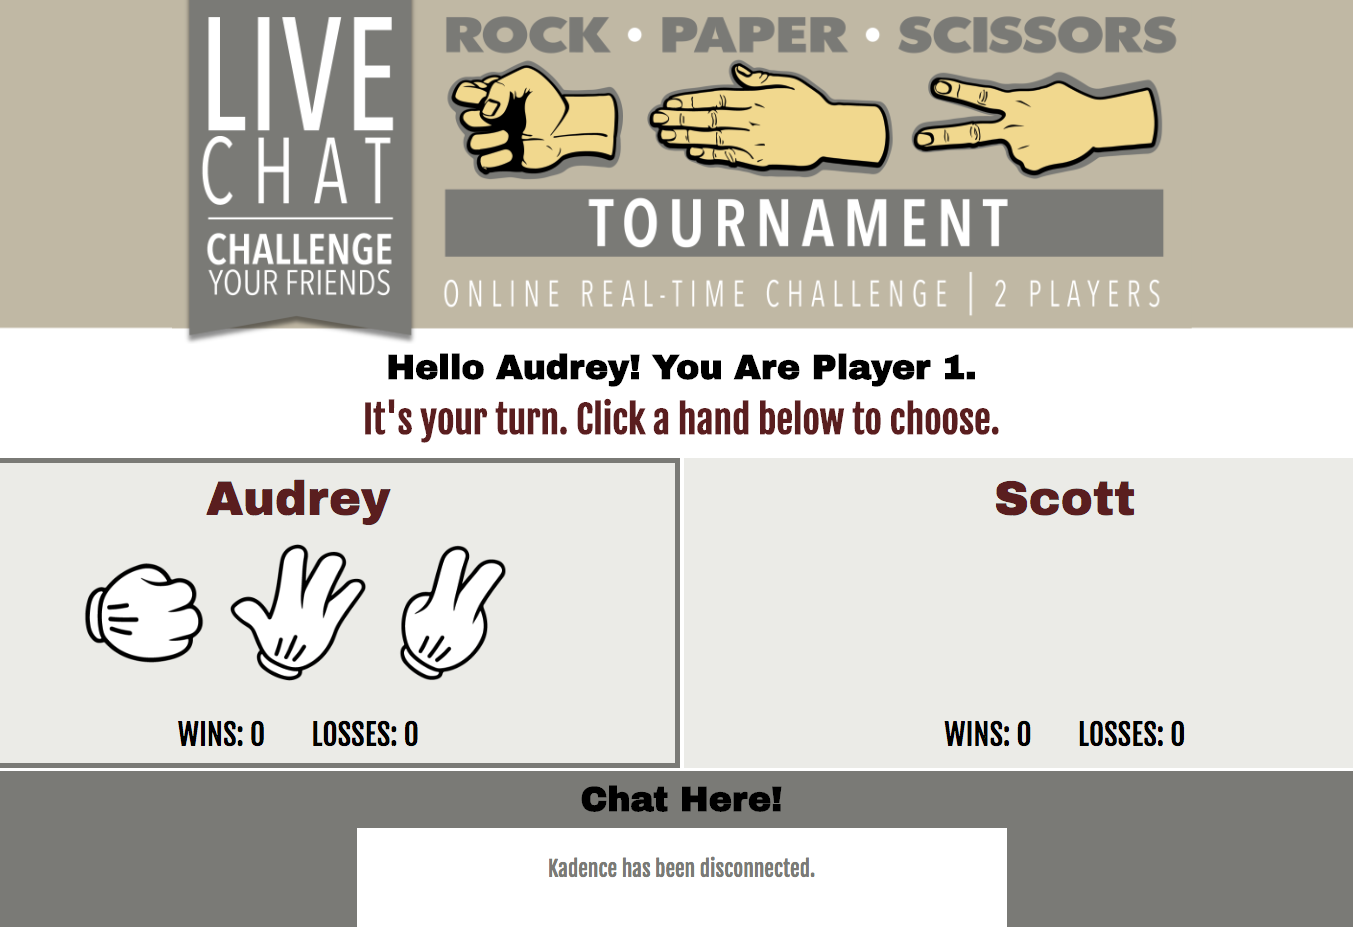 LIVE
CHAT
CHALLENGE
YOUR FRIENDS
ROCK • PAPER • SCISSORS
TOURNAMENT
ONLINE REAL-TIME CHALLENGE | 2 PLAYERS
Hello Audrey! You Are Player 1.
It's your turn. Click a hand below to choose.
Audrey
WINS: 0 LOSSES: 0
Scott
WINS: 0 LOSSES: 0
Chat Here!
Kadence has been disconnected.